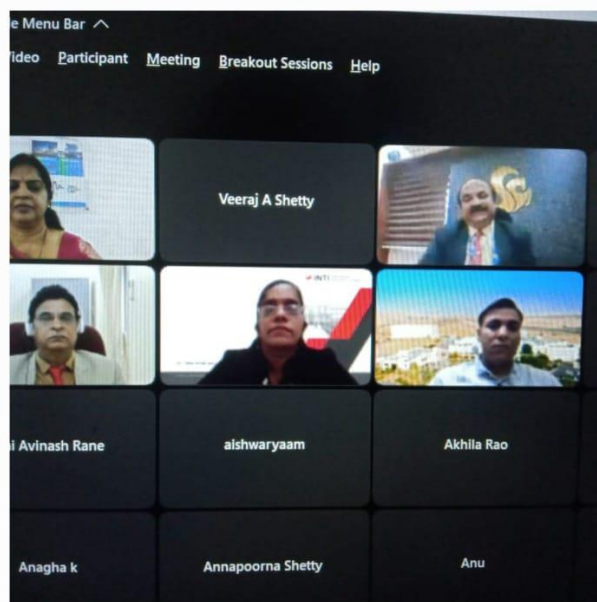 e Menu Bar
ideo Participant Meeting Breakout Sessions Help
Veeraj A Shetty
INTI
i Avinash Rane
aishwaryaam
Akhila Rao
Anagha k
Annapoorna Shetty
Anu